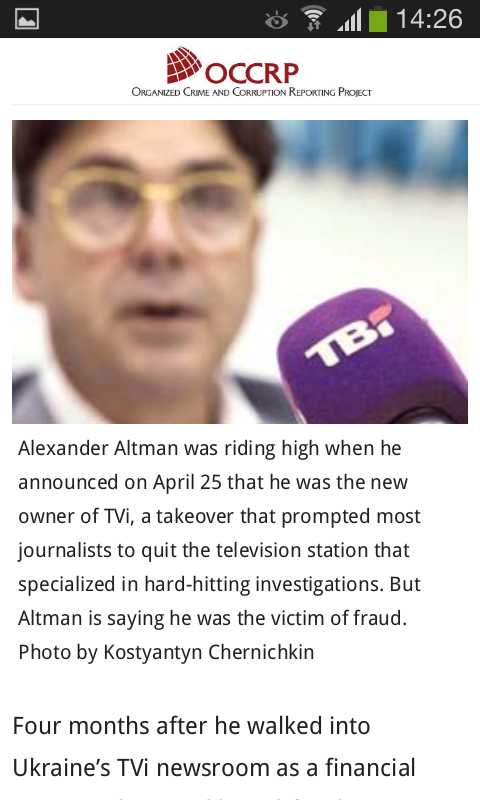 14:26
OCCRP
ORGANIZED CRIME AND CORRUPTION REPORTING PROJECT
ТВi
Alexander Altman was riding high when he
announced on April 25 that he was the new
owner of TVi, a takeover that prompted most
journalists to quit the television station that
specialized in hard-hitting investigations. But
Altman is saying he was the victim of fraud.
Photo by Kostyantyn Chernichkin
Four months after he walked into
Ukraine’s TVi newsroom as a financial